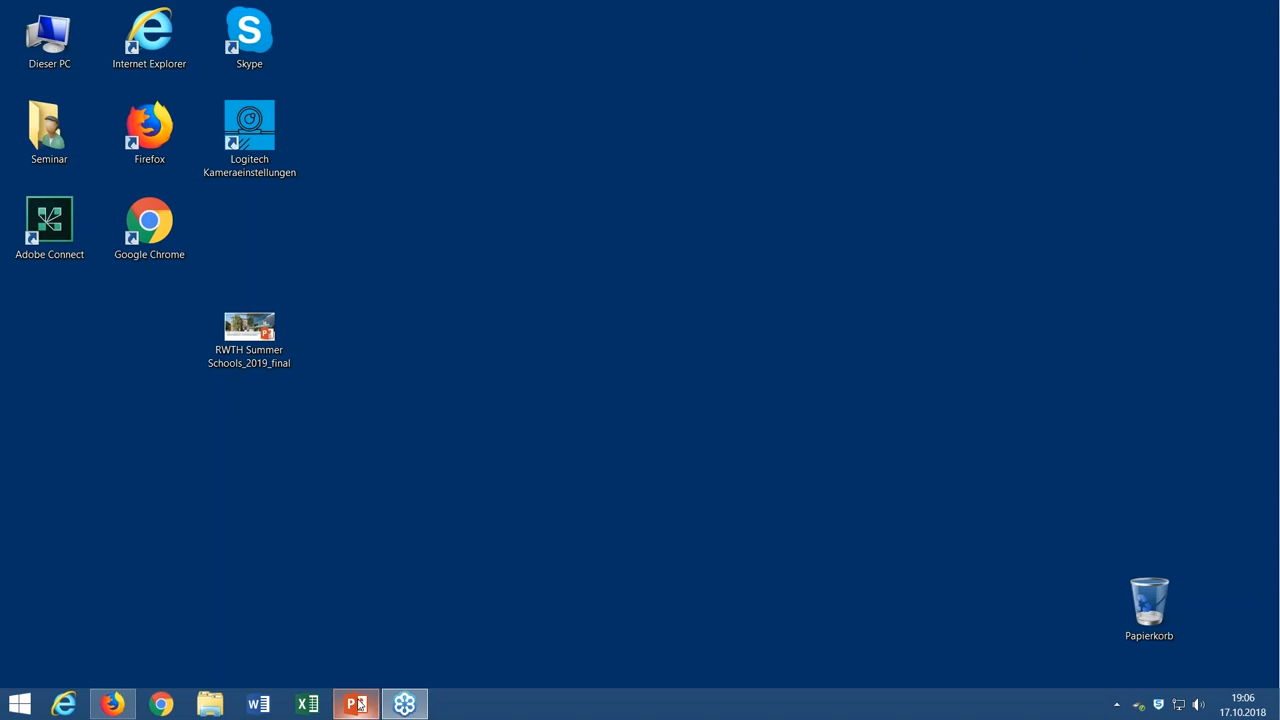 Dieser PC
Internet Explorer
Skype
Seminar
Firefox
Logitech
Kameraeinstellungen
Adobe Connect
Google Chrome
RWTH Summer
Schools_2019_final
Papierkorb
19:06
17.10.2018